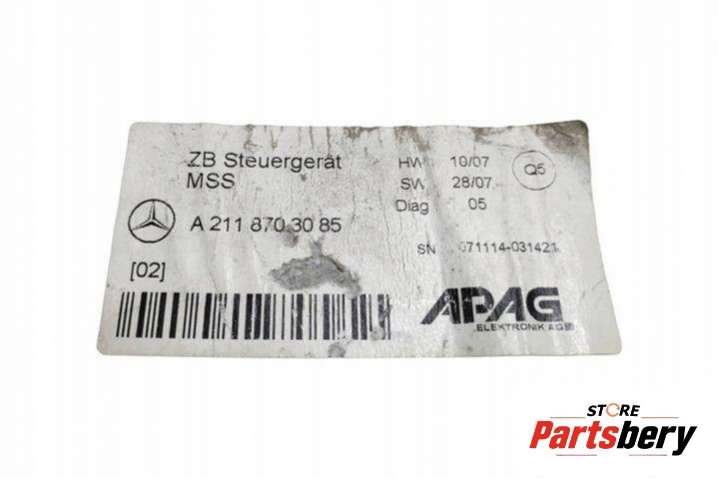 ZB Steuergerät
MSS
A 211 870 30 85
[02]
HW 10/07
SW 28/07
Diag 05
Q5
SN 071114-031421
APAG
ELEKTRONIK AG
STORE
Partsbery